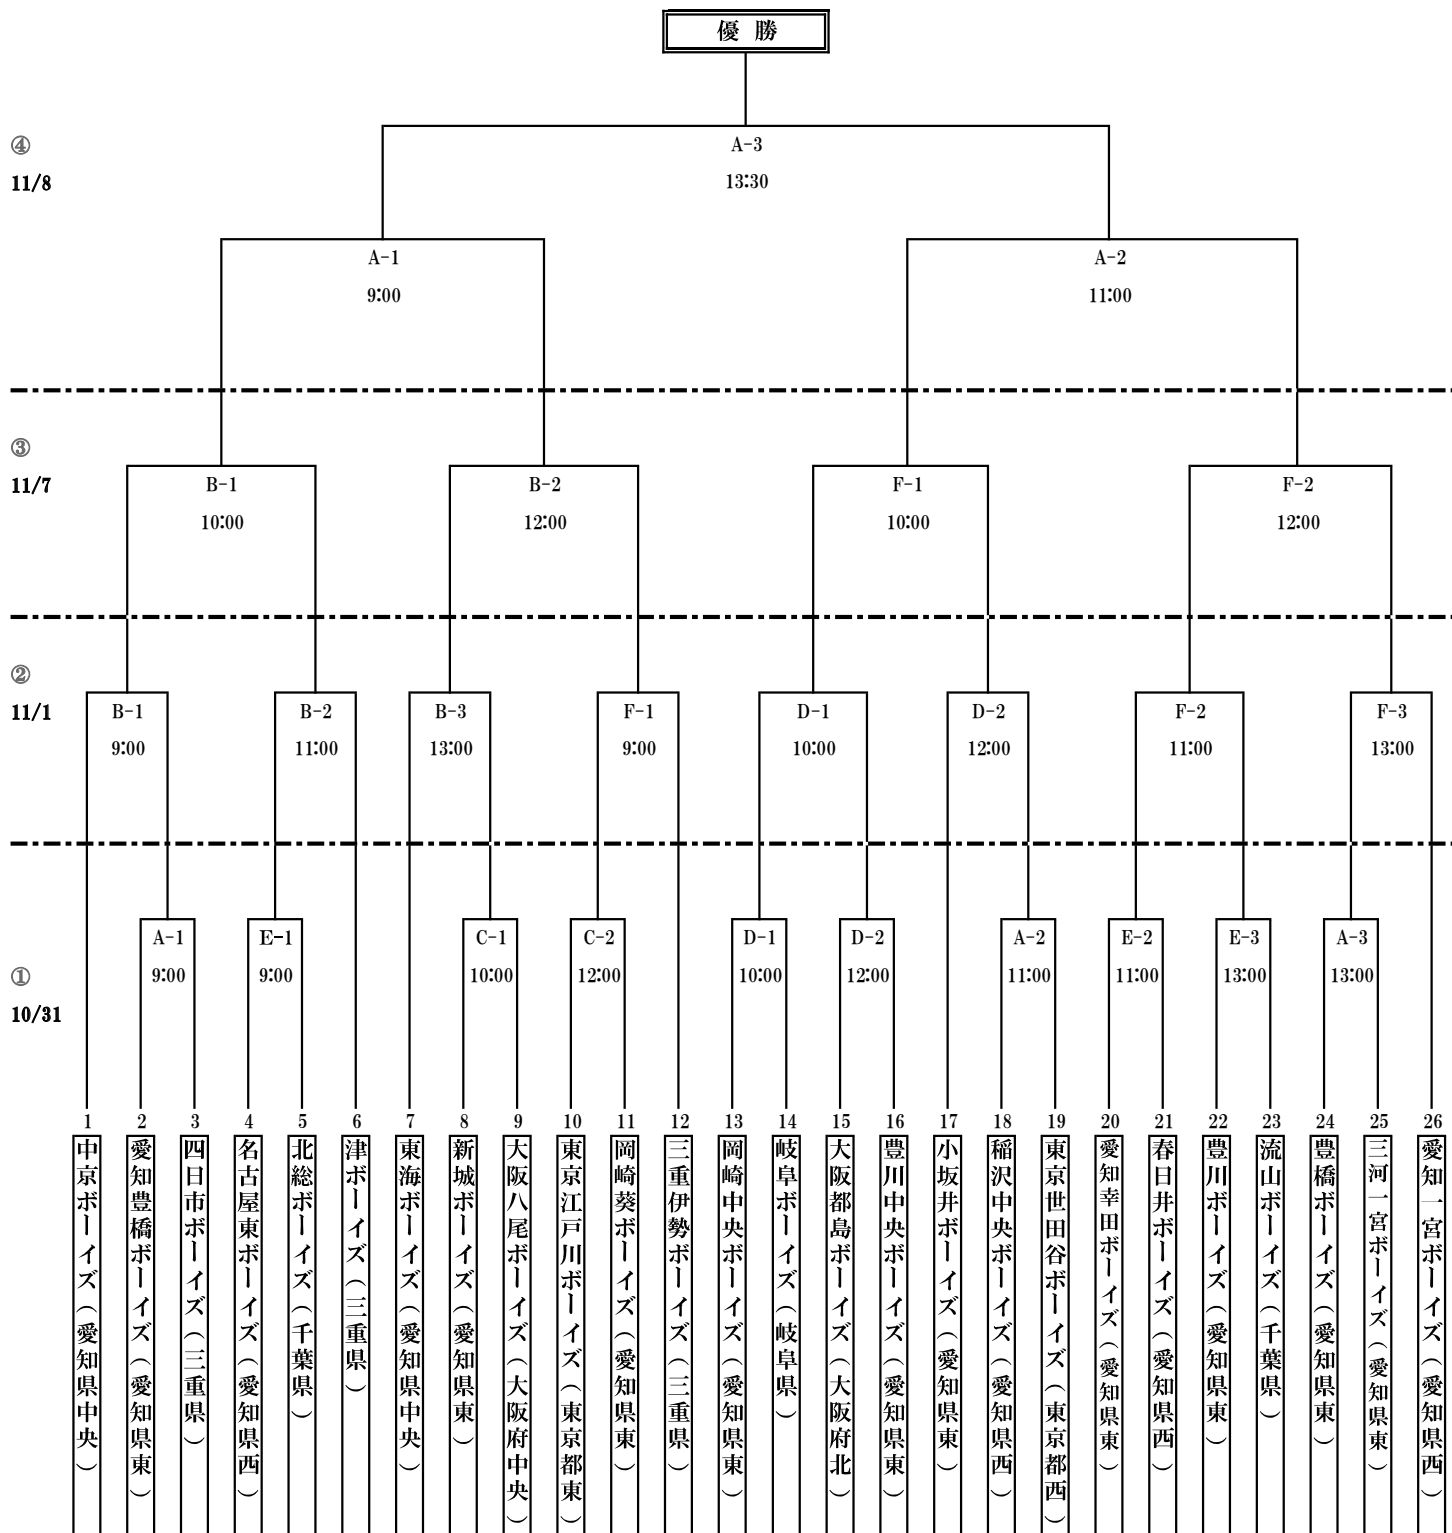 優 勝
④
A-3
11/8
13:30
A-1
A-2
9:00
11:00
③
11/7
B-1
B-2
F-1
F-2
10:00
12:00
10:00
12:00
②
11/1
B-1
B-2
B-3
F-1
D-1
D-2
F-2
F-3
9:00
11:00
13:00
9:00
10:00
12:00
11:00
13:00
①
10/31
A-1
E-1
C-1
C-2
D-1
D-2
A-2
E-2
E-3
A-3
9:00
9:00
10:00
12:00
10:00
12:00
11:00
11:00
13:00
13:00
1
中京ボーイズ(愛知県中央)
2
愛知豊橋ボーイズ(愛知県東)
3
四日市ボーイズ(三重県)
4
名古屋東ボーイズ(愛知県西)
5
北総ボーイズ(千葉県)
6
津ボーイズ(三重県)
7
東海ボーイズ(愛知県中央)
8
新城ボーイズ(愛知県東)
9
大阪八尾ボーイズ(大阪府中央)
10
東京江戸川ボーイズ(東京都東)
11
岡崎葵ボーイズ(愛知県東)
12
三重伊勢ボーイズ(三重県)
13
岡崎中央ボーイズ(愛知県東)
14
岐阜ボーイズ(岐阜県)
15
大阪都島ボーイズ(大阪府北)
16
豊川中央ボーイズ(愛知県東)
17
小坂井ボーイズ(愛知県東)
18
稲沢中央ボーイズ(愛知県西)
19
東京世田谷ボーイズ(東京都西)
20
愛知幸田ボーイズ(愛知県東)
21
春日井ボーイズ(愛知県西)
22
豊川ボーイズ(愛知県東)
23
流山ボーイズ(千葉県)
24
豊橋ボーイズ(愛知県東)
25
三河一宮ボーイズ(愛知県東)
26
愛知一宮ボーイズ(愛知県西)